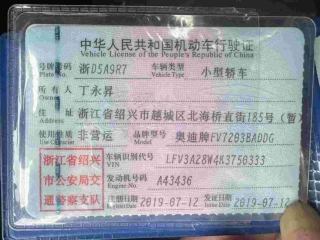 中华人民共和国机动车行驶证
Vehicle License of the People's Republic of China
号牌号码 浙D5A9R7 车辆类型 小型轿车
Plate No. Vehicle Type
所有人 丁永昇
Owner
住址 浙江省绍兴市越城区北海桥直街185号(暂)
Address
使用性质 非营运 品牌型号 奥迪牌FV7203BADDG
Use Character Model
浙江省绍兴
市公安局交
通警察支队
车辆识别代号 LFV3A28W4K3750333
VIN
发动机号码 A43436
Engine No.
注册日期 2019-07-12 发证日期 2019-07-12
Register Date Issue Date